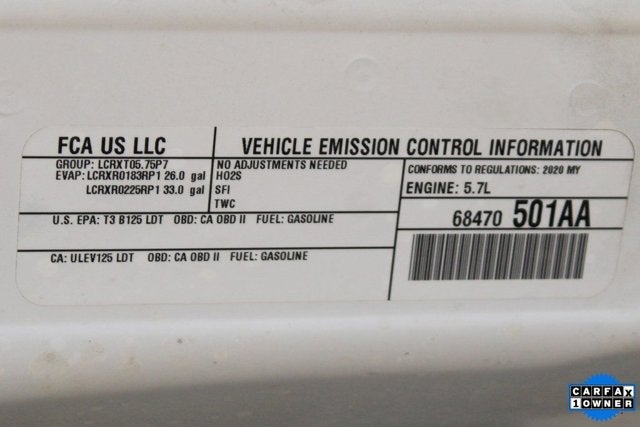 FCA US LLC
VEHICLE EMISSION CONTROL INFORMATION
GROUP: LCRXT05.75P7
EVAP: LCRXR0183RP1 26.0 gal
LCRXR0225RP1 33.0 gal
NO ADJUSTMENTS NEEDED
HO2S
SFI
TWC
CONFORMS TO REGULATIONS: 2020 MY
ENGINE: 5.7L
U.S. EPA: T3 B125 LDT OBD: CA OBD II FUEL: GASOLINE
68470 501AA
CA: ULEV125 LDT OBD: CA OBD II FUEL: GASOLINE
CARFAX
1 OWNER